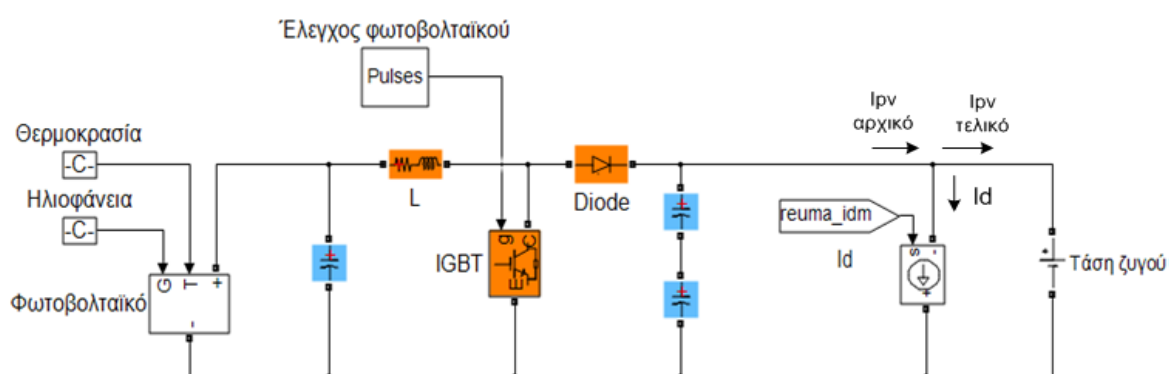 Έλεγχος φωτοβολταϊκού
Pulses
Ipv
αρχικό
Ipv
τελικό
Θερμοκρασία
-C-
Ηλιοφάνεια
-C-
L
Diode
Id
reuma_idm
Id
g
C
E
IGBT
s
-
+
+
Τάση ζυγού
G
T
+
-
Φωτοβολταϊκό